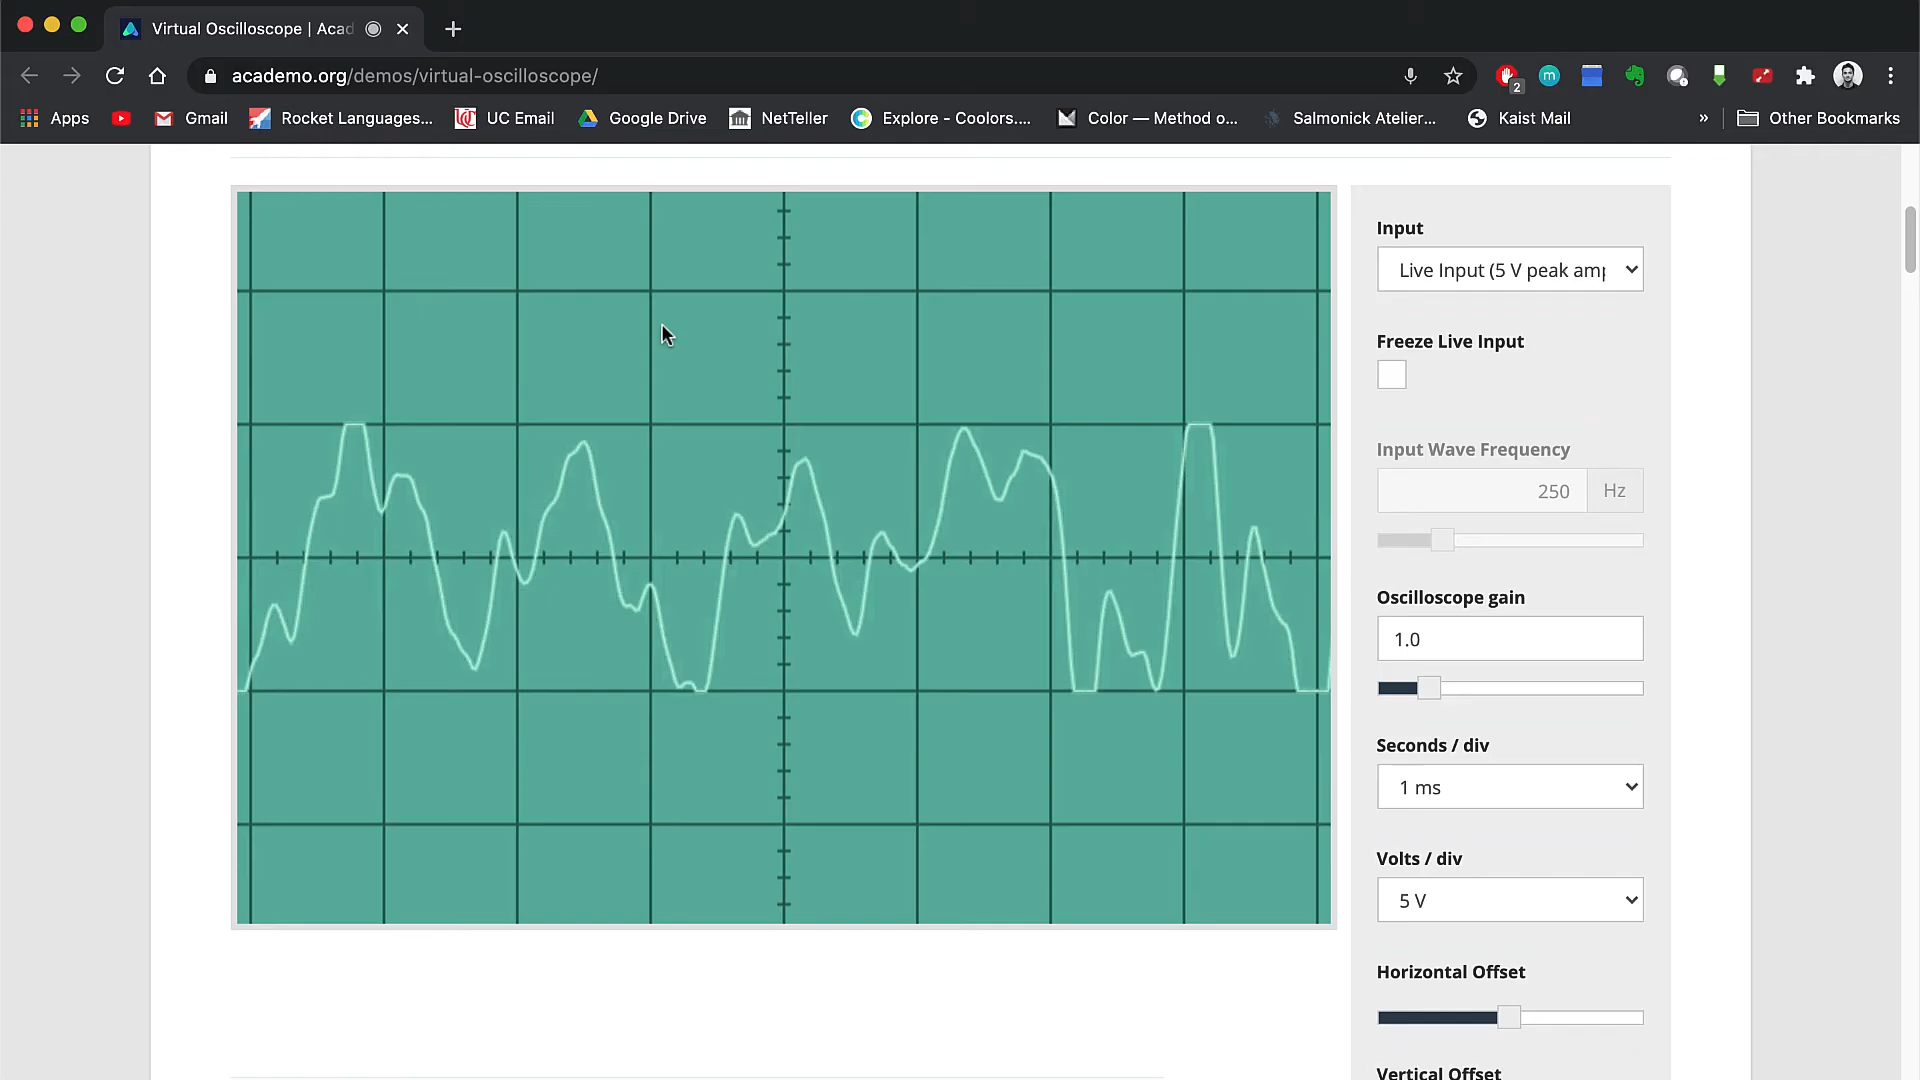 Virtual Oscilloscope | Acad
academo.org/demos/virtual-oscilloscope/
2
m
Apps
Gmail
Rocket Languages...
UC Email
Google Drive
NetTeller
Explore - Coolors....
Color — Method o...
Salmonick Atelier...
Kaist Mail
»
Other Bookmarks
Input
Live Input (5 V peak amp
Freeze Live Input
Input Wave Frequency
250 Hz
Oscilloscope gain
1.0
Seconds / div
1 ms
Volts / div
5 V
Horizontal Offset
Vertical Offset